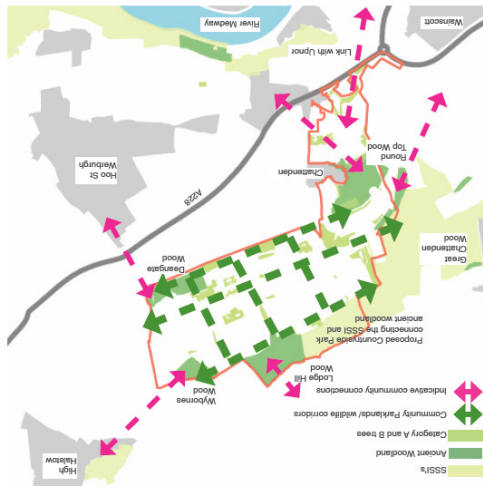 SSSI's
Ancient Woodland
Category A and B trees
Community Parklands/ wildlife corridors
Indicative community connections
High
Halstow
Lodge Hill
Wood
Wybornes
Wood
Proposed Countryside Park
connecting the SSSI and
ancient woodland
Great
Chattenden
Wood
Deangate
Wood
A228
Hoo St
Werburgh
Chattenden
Round
Top Wood
Wainscott
Link with Upnor
River Medway